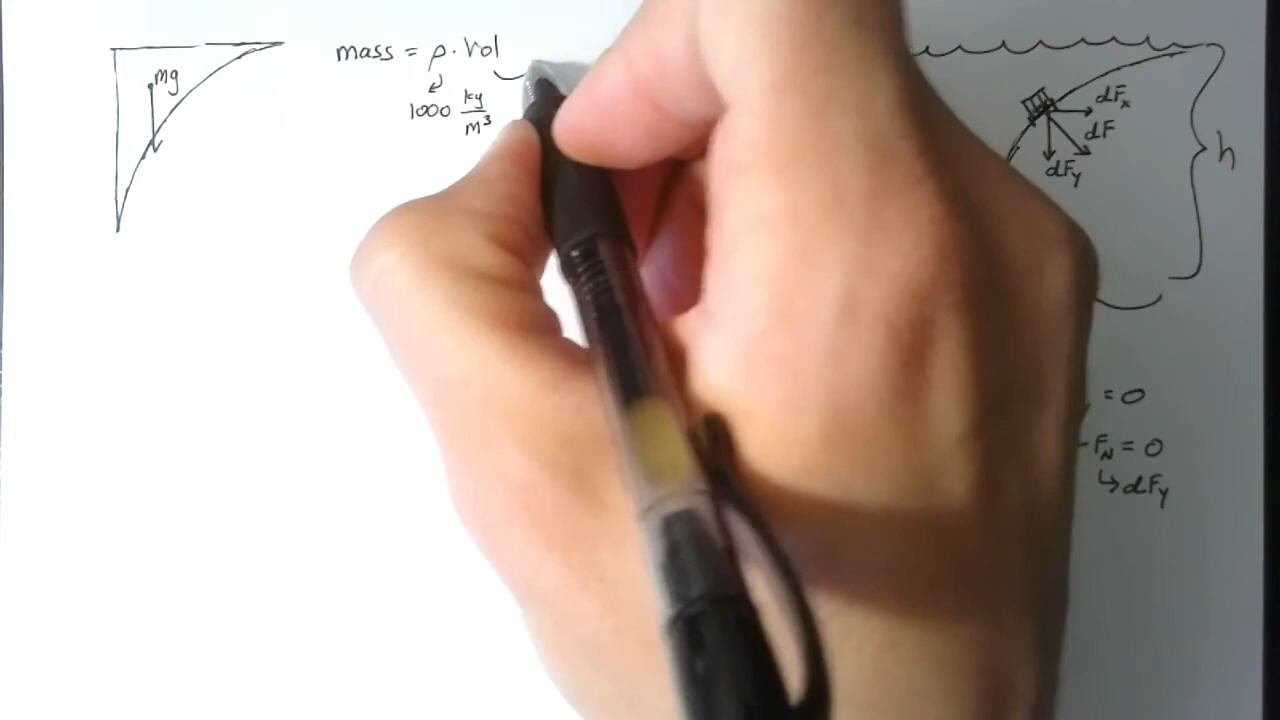 mg
mass = ρ · Vol
1000 kg/m³
dFx
dF
dFy
h
= 0
- FN = 0
↳ dFy